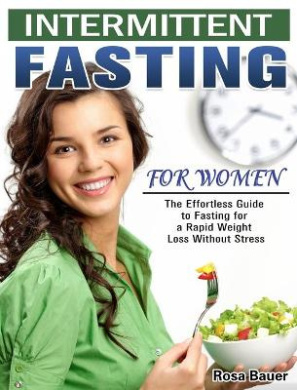 INTERMITTENT
FASTING
FOR WOMEN
The Effortless Guide
to Fasting for
a Rapid Weight
Loss Without Stress
Rosa Bauer